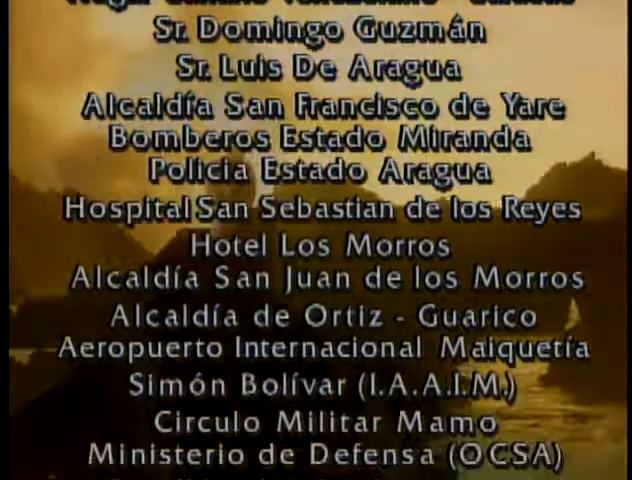 Sr. Domingo Guzmán
Sr. Luis De Aragua
Alcaldía San Francisco de Yare
Bomberos Estado Miranda
Policia Estado Aragua
Hospital San Sebastian de los Reyes
Hotel Los Morros
Alcaldía San Juan de los Morros
Alcaldía de Ortiz - Guarico
Aeropuerto Internacional Maiquetía
Simón Bolívar (I.A.A.I.M.)
Circulo Militar Mamo
Ministerio de Defensa (OCSA)